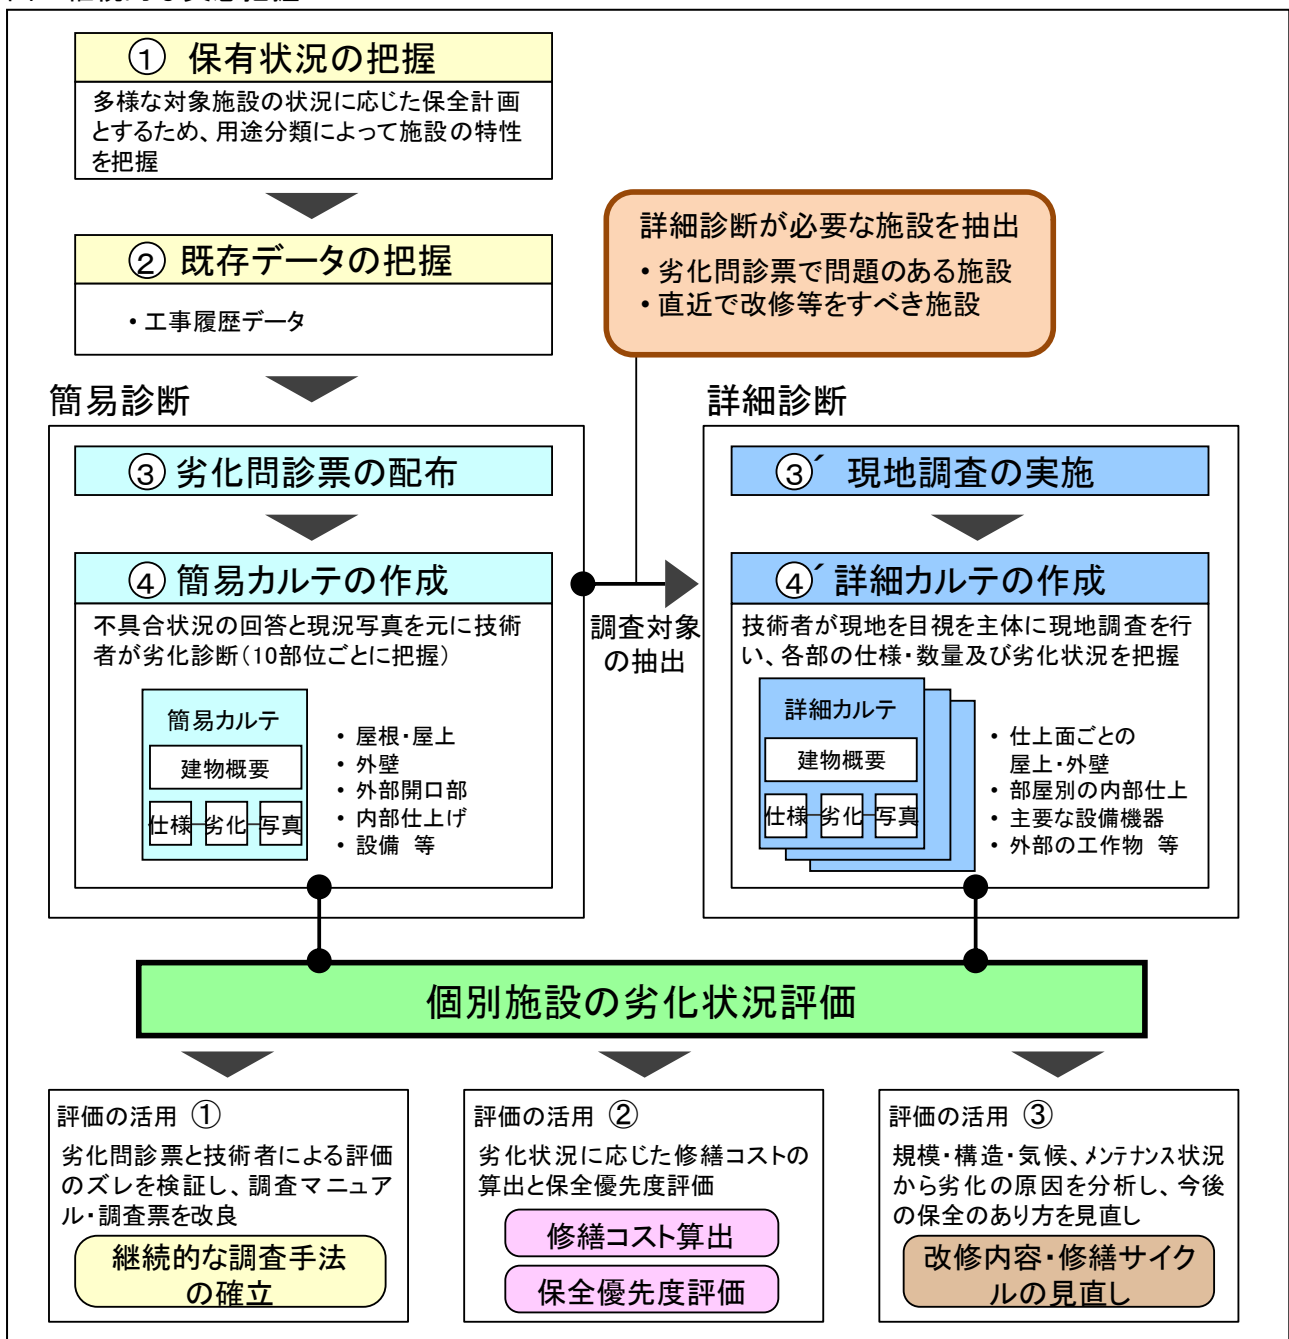 ① 保有状況の把握
多様な対象施設の状況に応じた保全計画
とするため、用途分類によって施設の特性
を把握
② 既存データの把握
・工事履歴データ
詳細診断が必要な施設を抽出
・劣化問診票で問題のある施設
・直近で改修等をすべき施設
簡易診断
③ 劣化問診票の配布
④ 簡易カルテの作成
不具合状況の回答と現況写真を元に技術
者が劣化診断（10部位ごとに把握）
簡易カルテ
建物概要
仕様 劣化 写真
・ 屋根・屋上
・ 外壁
・ 外部開口部
・ 内部仕上げ
・ 設備 等
調査対象
の抽出
詳細診断
③´ 現地調査の実施
④´ 詳細カルテの作成
技術者が現地を目視を主体に現地調査を行
い、各部の仕様・数量及び劣化状況を把握
詳細カルテ
建物概要
仕様 劣化 写真
・ 仕上面ごとの
屋上・外壁
・ 部屋別の内部仕上
・ 主要な設備機器
・ 外部の工作物 等
個別施設の劣化状況評価
評価の活用 ①
劣化問診票と技術者による評価
のズレを検証し、調査マニュア
ル・調査票を改良
継続的な調査手法
の確立
評価の活用 ②
劣化状況に応じた修繕コストの
算出と保全優先度評価
修繕コスト算出
保全優先度評価
評価の活用 ③
規模・構造・気候、メンテナンス状況
から劣化の原因を分析し、今後
の保全のあり方を見直し
改修内容・修繕サイク
ルの見直し